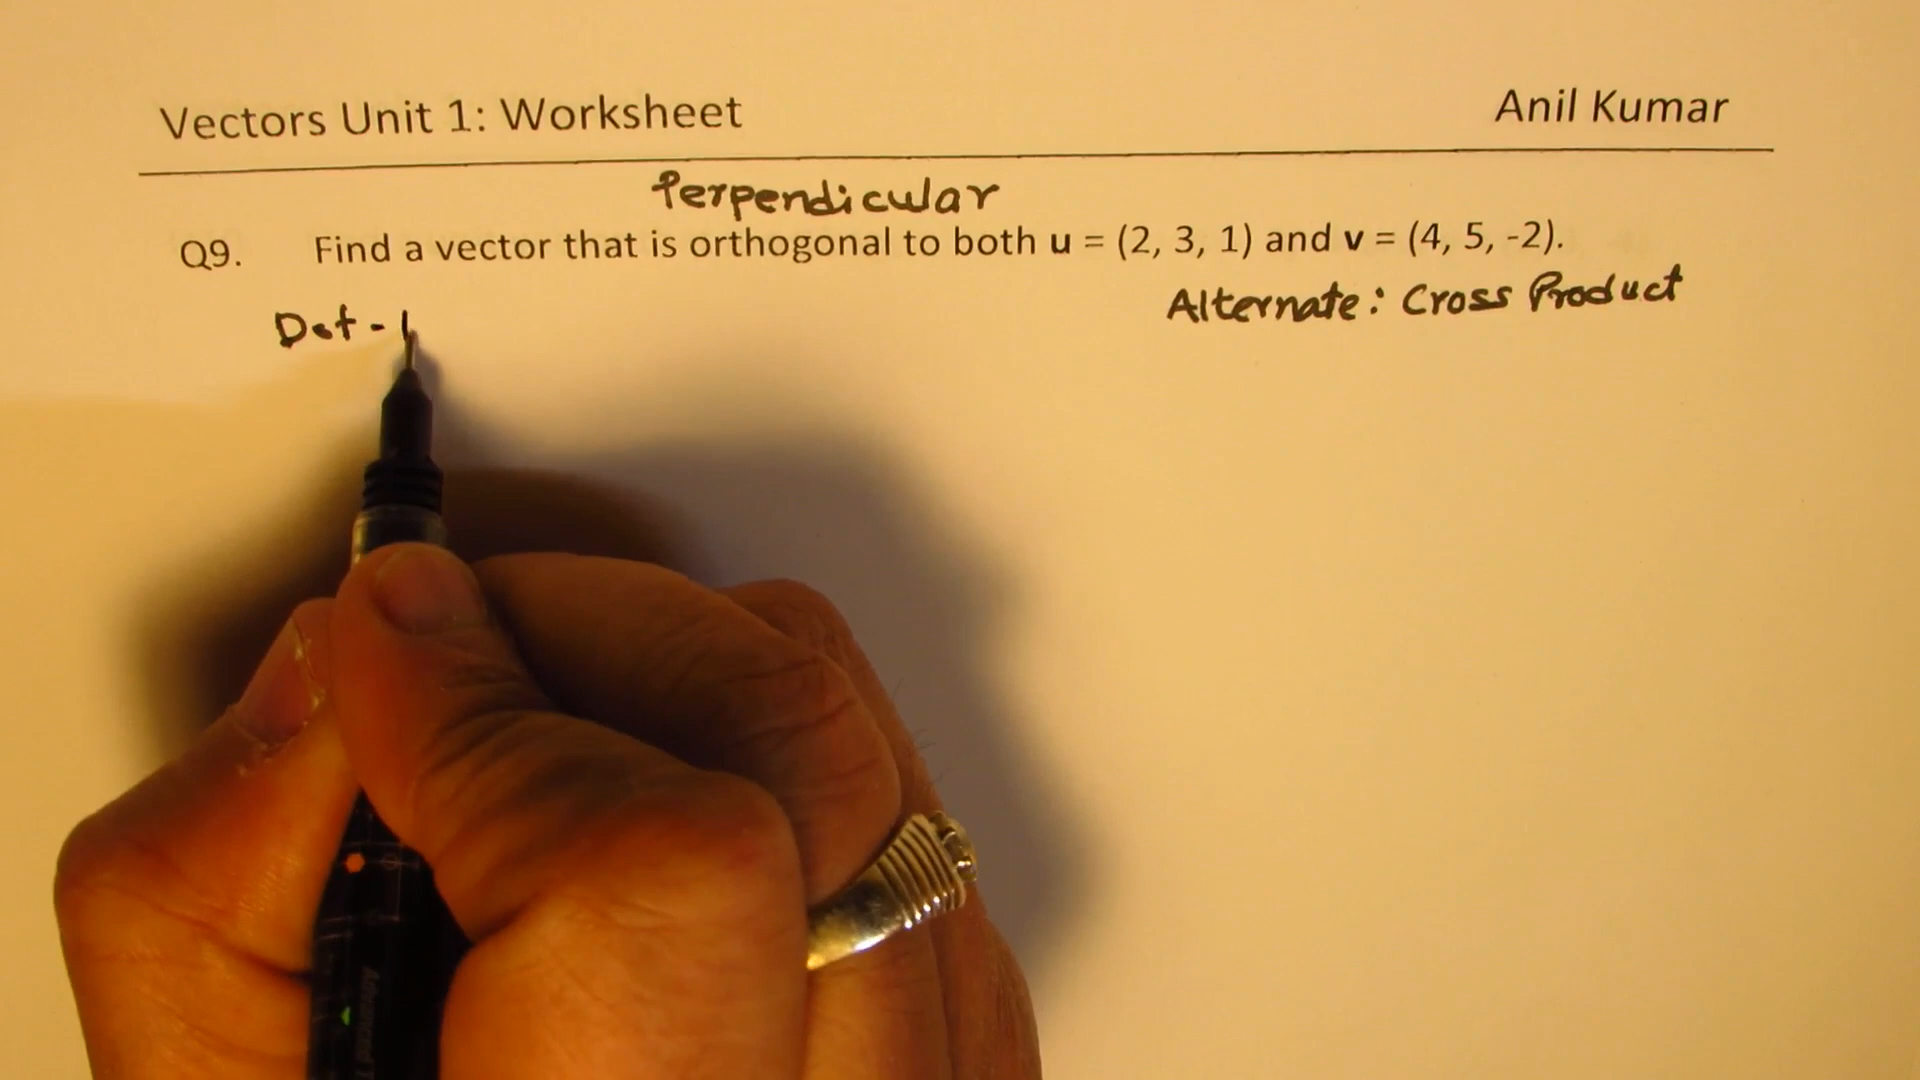 Vectors Unit 1: Worksheet Anil Kumar
Perpendicular
Q9. Find a vector that is orthogonal to both u = (2, 3, 1) and v = (4, 5, -2).
Alternate: Cross Product
Dot -